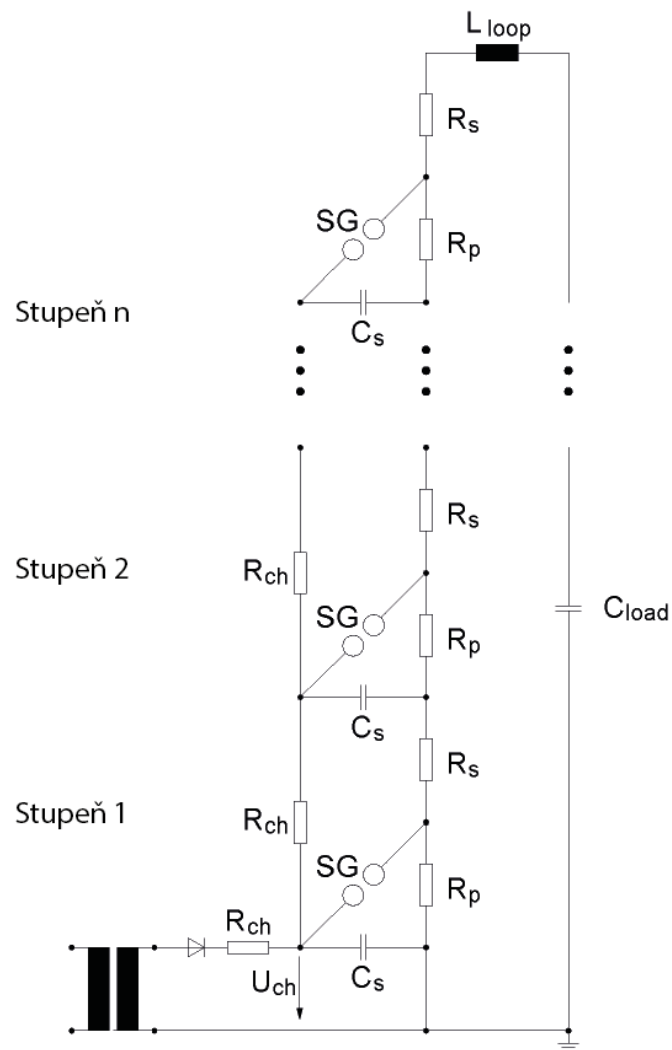 L loop
Rs
SG
Rp
Stupeň n
Cs
Rs
Stupeň 2
Rch
SG
Cload
Rp
Cs
Rs
Stupeň 1
Rch
SG
Rp
Rch
Uch
Cs